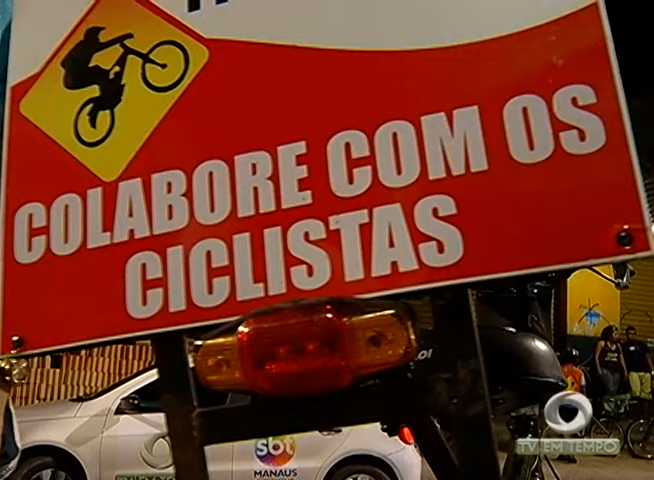 COLABORE COM OS
CICLISTAS
sbt
MANAUS
TV EM TEMPO